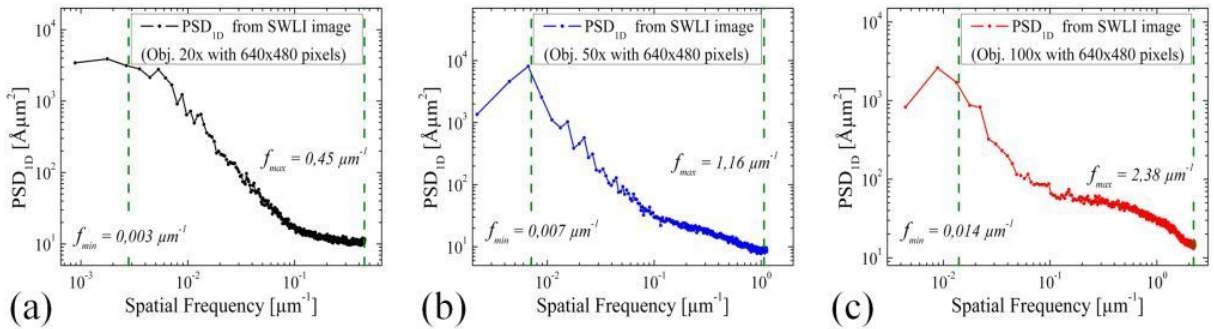 PSD1D from SWLI image
(Obj. 20x with 640x480 pixels)
PSD1D [Åµm²]
10⁴
10³
10²
10¹
fmax = 0,45 µm⁻¹
fmin = 0,003 µm⁻¹
10⁻³
10⁻²
10⁻¹
(a)
Spatial Frequency [µm⁻¹]
PSD1D from SWLI image
(Obj. 50x with 640x480 pixels)
PSD1D [Åµm²]
10⁴
10³
10²
10¹
fmax = 1,16 µm⁻¹
fmin = 0,007 µm⁻¹
10⁻²
10⁻¹
10⁰
(b)
Spatial Frequency [µm⁻¹]
PSD1D from SWLI image
(Obj. 100x with 640x480 pixels)
PSD1D [Åµm²]
10⁴
10³
10²
10¹
fmax = 2,38 µm⁻¹
fmin = 0,014 µm⁻¹
10⁻²
10⁻¹
10⁰
(c)
Spatial Frequency [µm⁻¹]